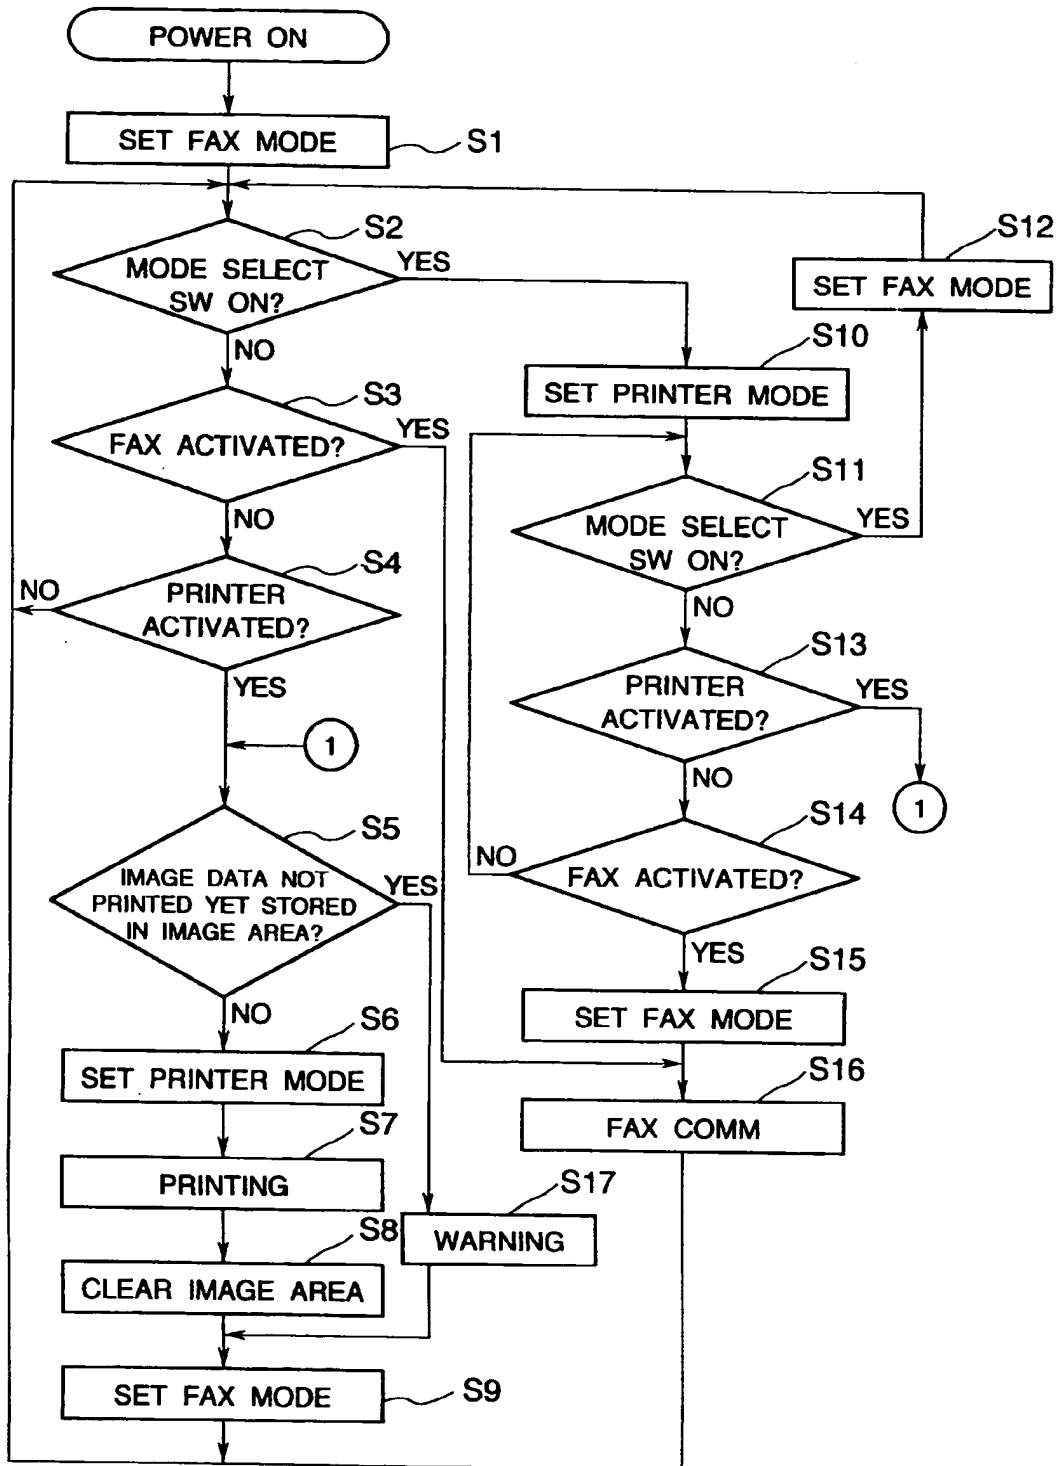 POWER ON
SET FAX MODE
S1
S2
MODE SELECT
SW ON?
YES
NO
S3
FAX ACTIVATED?
YES
NO
S4
PRINTER
ACTIVATED?
NO
YES
1
S5
IMAGE DATA NOT
PRINTED YET STORED
IN IMAGE AREA?
YES
NO
S6
SET PRINTER MODE
S7
PRINTING
S8
CLEAR IMAGE AREA
S17
WARNING
SET FAX MODE
S9
S12
SET FAX MODE
S10
SET PRINTER MODE
S11
MODE SELECT
SW ON?
YES
NO
S13
PRINTER
ACTIVATED?
YES
NO
1
S14
FAX ACTIVATED?
NO
YES
S15
SET FAX MODE
S16
FAX COMM